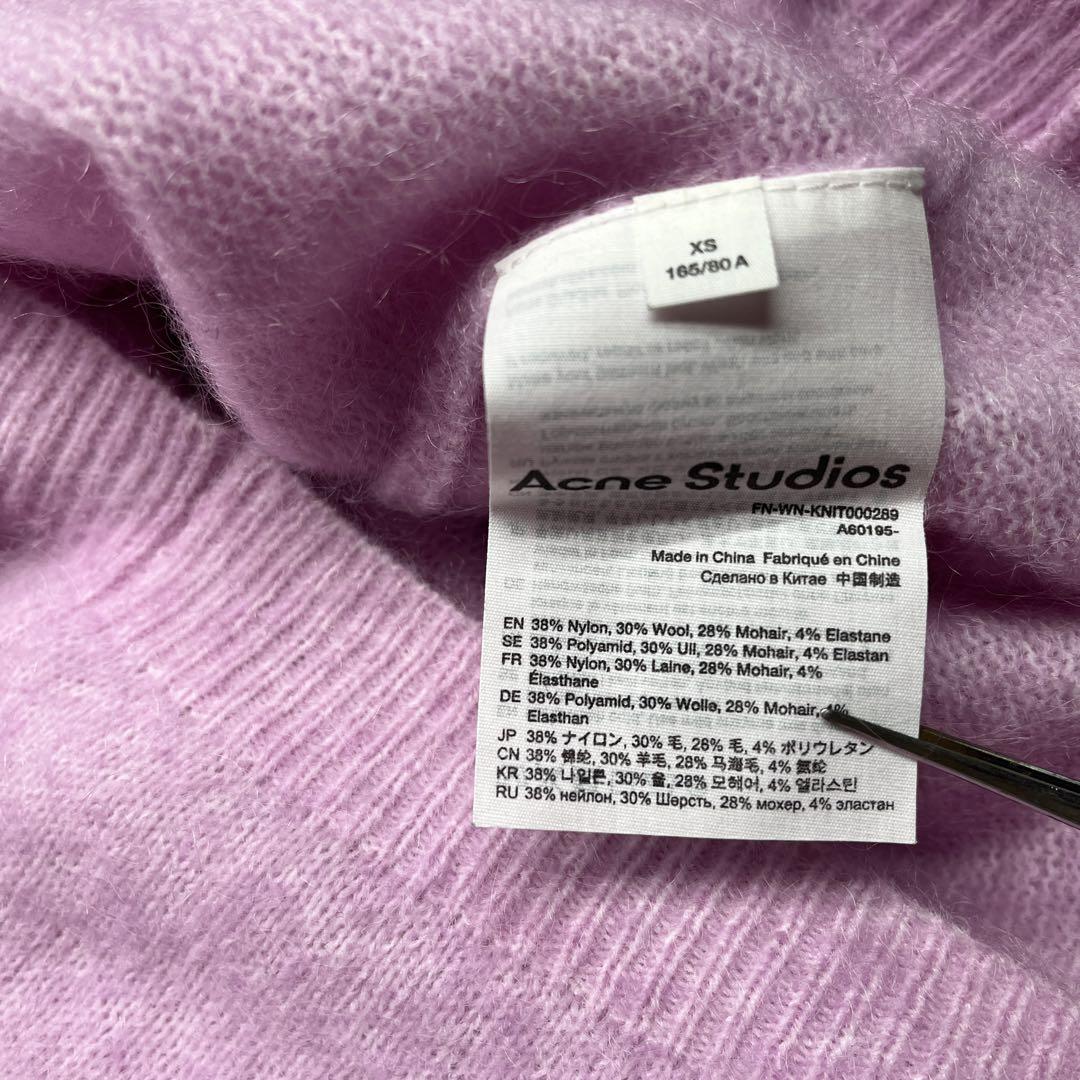 XS
165/80 A
Acne Studios
FN-WN-KNIT000289
A60195-
Made in China Fabriqué en Chine
Сделано в Китае 中国制造
EN 38% Nylon, 30% Wool, 28% Mohair, 4% Elastane
SE 38% Polyamid, 30% Ull, 28% Mohair, 4% Elastan
FR 38% Nylon, 30% Laine, 28% Mohair, 4%
Élasthane
DE 38% Polyamid, 30% Wolle, 28% Mohair, 4%
Elasthan
JP 38% ナイロン, 30% 毛, 28% 毛, 4% ポリウレタン
CN 38% 锦纶, 30% 羊毛, 28% 马海毛, 4% 氨纶
KR 38% 나일론, 30% 울, 28% 모헤어, 4% 엘라스틴
RU 38% нейлон, 30% Шерсть, 28% мохер, 4% эластан